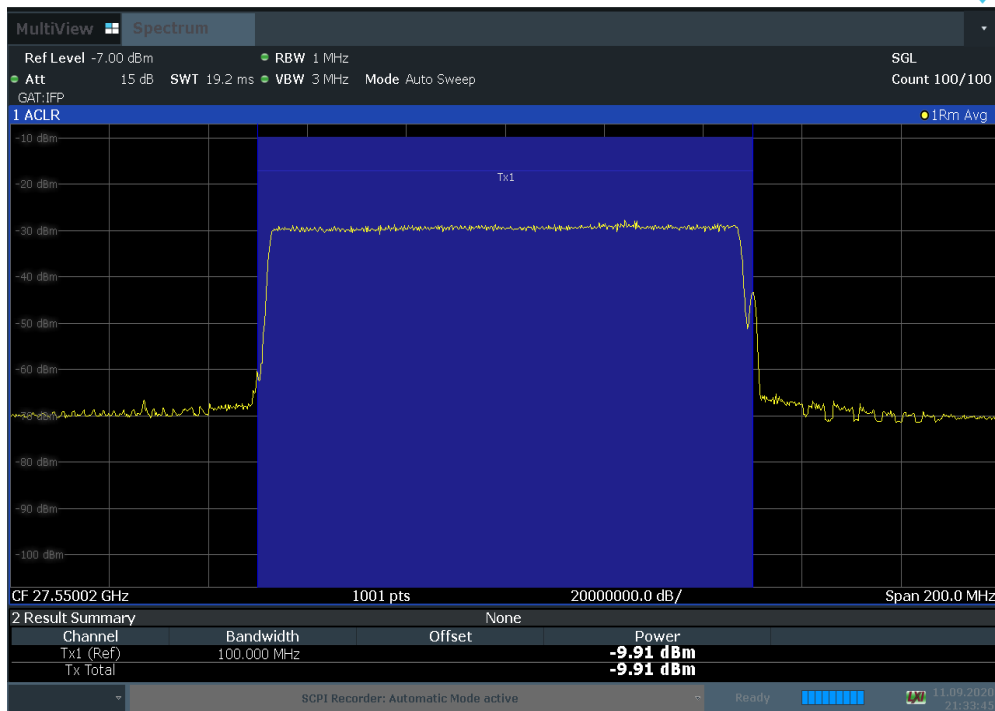 MultiView Spectrum
Ref Level -7.00 dBm RBW 1 MHz SGL
Att 15 dB SWT 19.2 ms VBW 3 MHz Mode Auto Sweep Count 100/100
GAT:IFP
1 ACLR 1Rm Avg
-10 dBm
Tx1
-20 dBm
-30 dBm
-40 dBm
-50 dBm
-60 dBm
-70 dBm
-80 dBm
-90 dBm
-100 dBm
CF 27.55002 GHz 1001 pts 20000000.0 dB/ Span 200.0 MHz
2 Result Summary None
Channel Bandwidth Offset Power
Tx1 (Ref) 100.000 MHz -9.91 dBm
Tx Total -9.91 dBm
SCPI Recorder: Automatic Mode active Ready LXI 11.09.2020
21:33:45